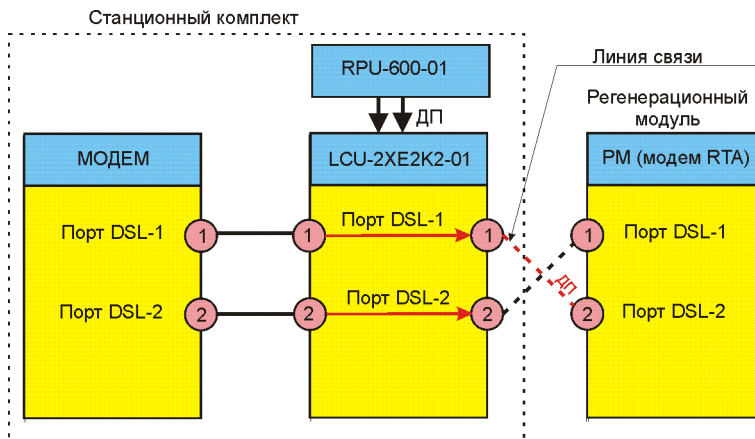 Станционный комплект
RPU-600-01
ДП
Линия связи
Регенерационный
модуль
МОДЕМ
LCU-2XE2K2-01
РМ (модем RTA)
Порт DSL-1
1
1
Порт DSL-1
1
1
Порт DSL-1
ДП
Порт DSL-2
2
2
Порт DSL-2
2
2
Порт DSL-2